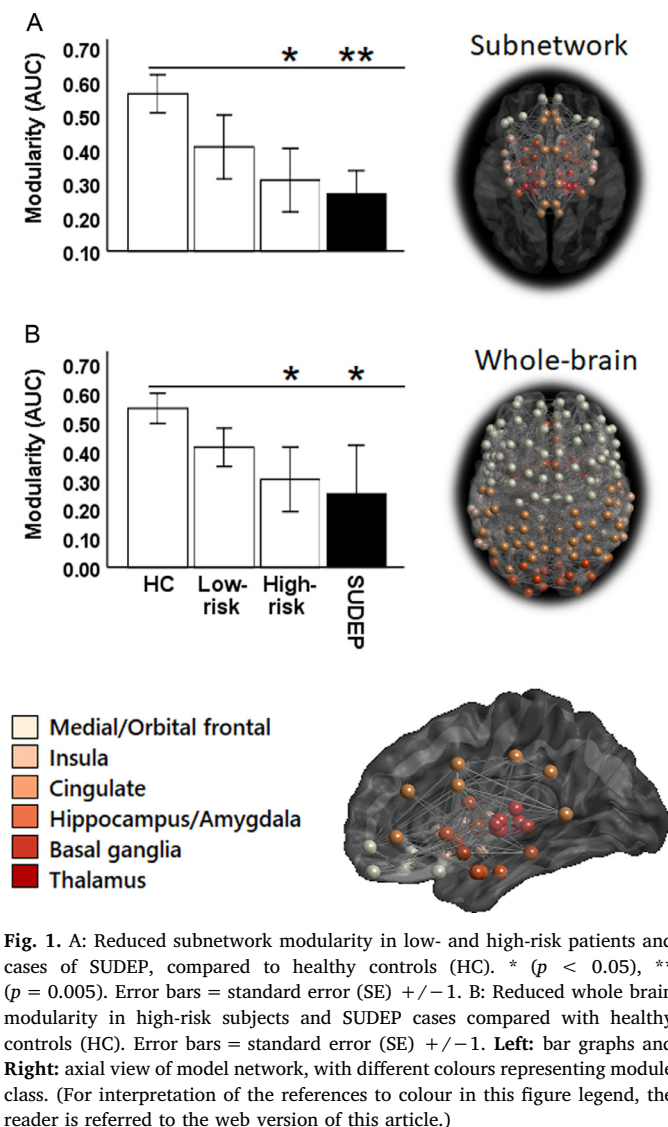 A
Subnetwork
Modularity (AUC)
0.70
0.60
0.50
0.40
0.30
0.20
0.10
* **
B
Whole-brain
Modularity (AUC)
0.70
0.60
0.50
0.40
0.30
0.20
0.10
0.00
* *
HC Low-risk High-risk SUDEP
Medial/Orbital frontal
Insula
Cingulate
Hippocampus/Amygdala
Basal ganglia
Thalamus
Fig. 1. A: Reduced subnetwork modularity in low- and high-risk patients and
cases of SUDEP, compared to healthy controls (HC). * (p < 0.05), **
(p = 0.005). Error bars = standard error (SE) +/−1. B: Reduced whole brain
modularity in high-risk subjects and SUDEP cases compared with healthy
controls (HC). Error bars = standard error (SE) +/−1. Left: bar graphs and
Right: axial view of model network, with different colours representing module
class. (For interpretation of the references to colour in this figure legend, the
reader is referred to the web version of this article.)